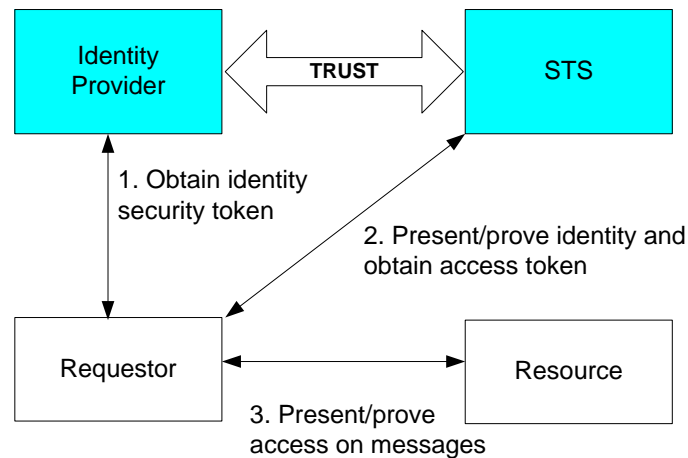 Identity
Provider
TRUST
STS
1. Obtain identity
security token
2. Present/prove identity and
obtain access token
Requestor
Resource
3. Present/prove
access on messages